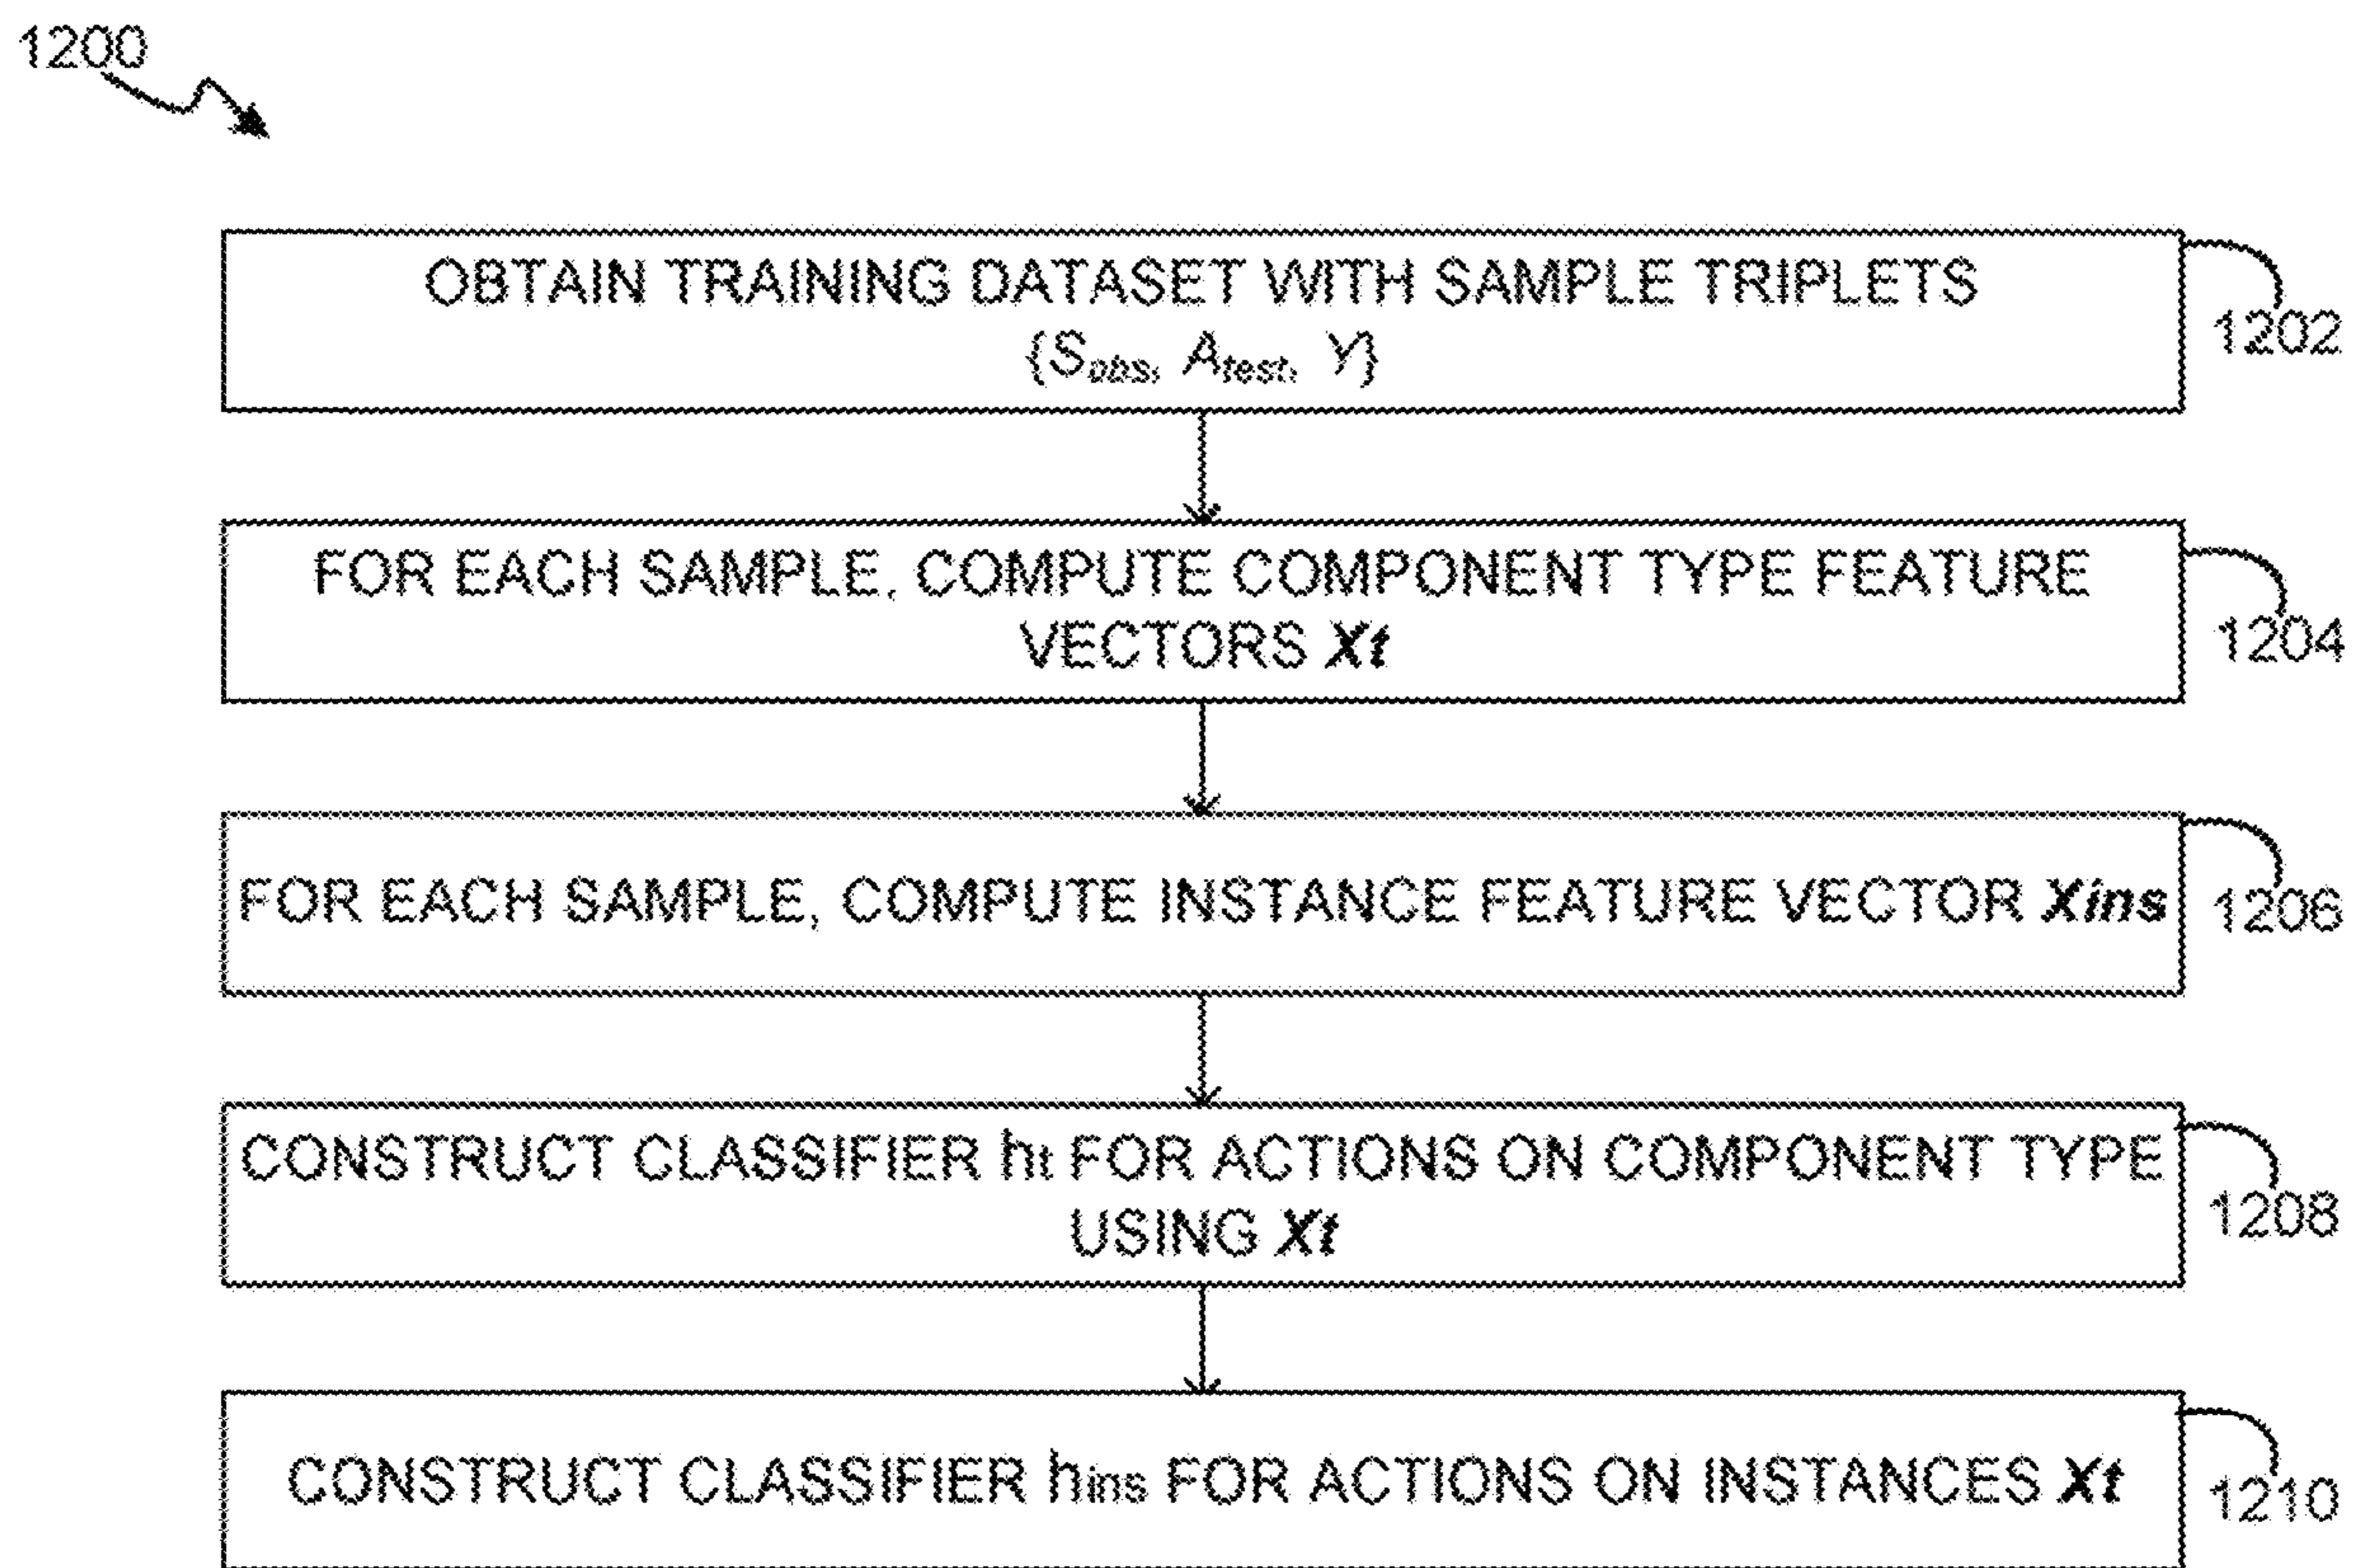 1200
OBTAIN TRAINING DATASET WITH SAMPLE TRIPLETS
{Sobs, Atest, Y}
1202
FOR EACH SAMPLE, COMPUTE COMPONENT TYPE FEATURE
VECTORS Xt
1204
FOR EACH SAMPLE, COMPUTE INSTANCE FEATURE VECTOR Xins
1206
CONSTRUCT CLASSIFIER ht FOR ACTIONS ON COMPONENT TYPE
USING Xt
1208
CONSTRUCT CLASSIFIER hins FOR ACTIONS ON INSTANCES Xt
1210